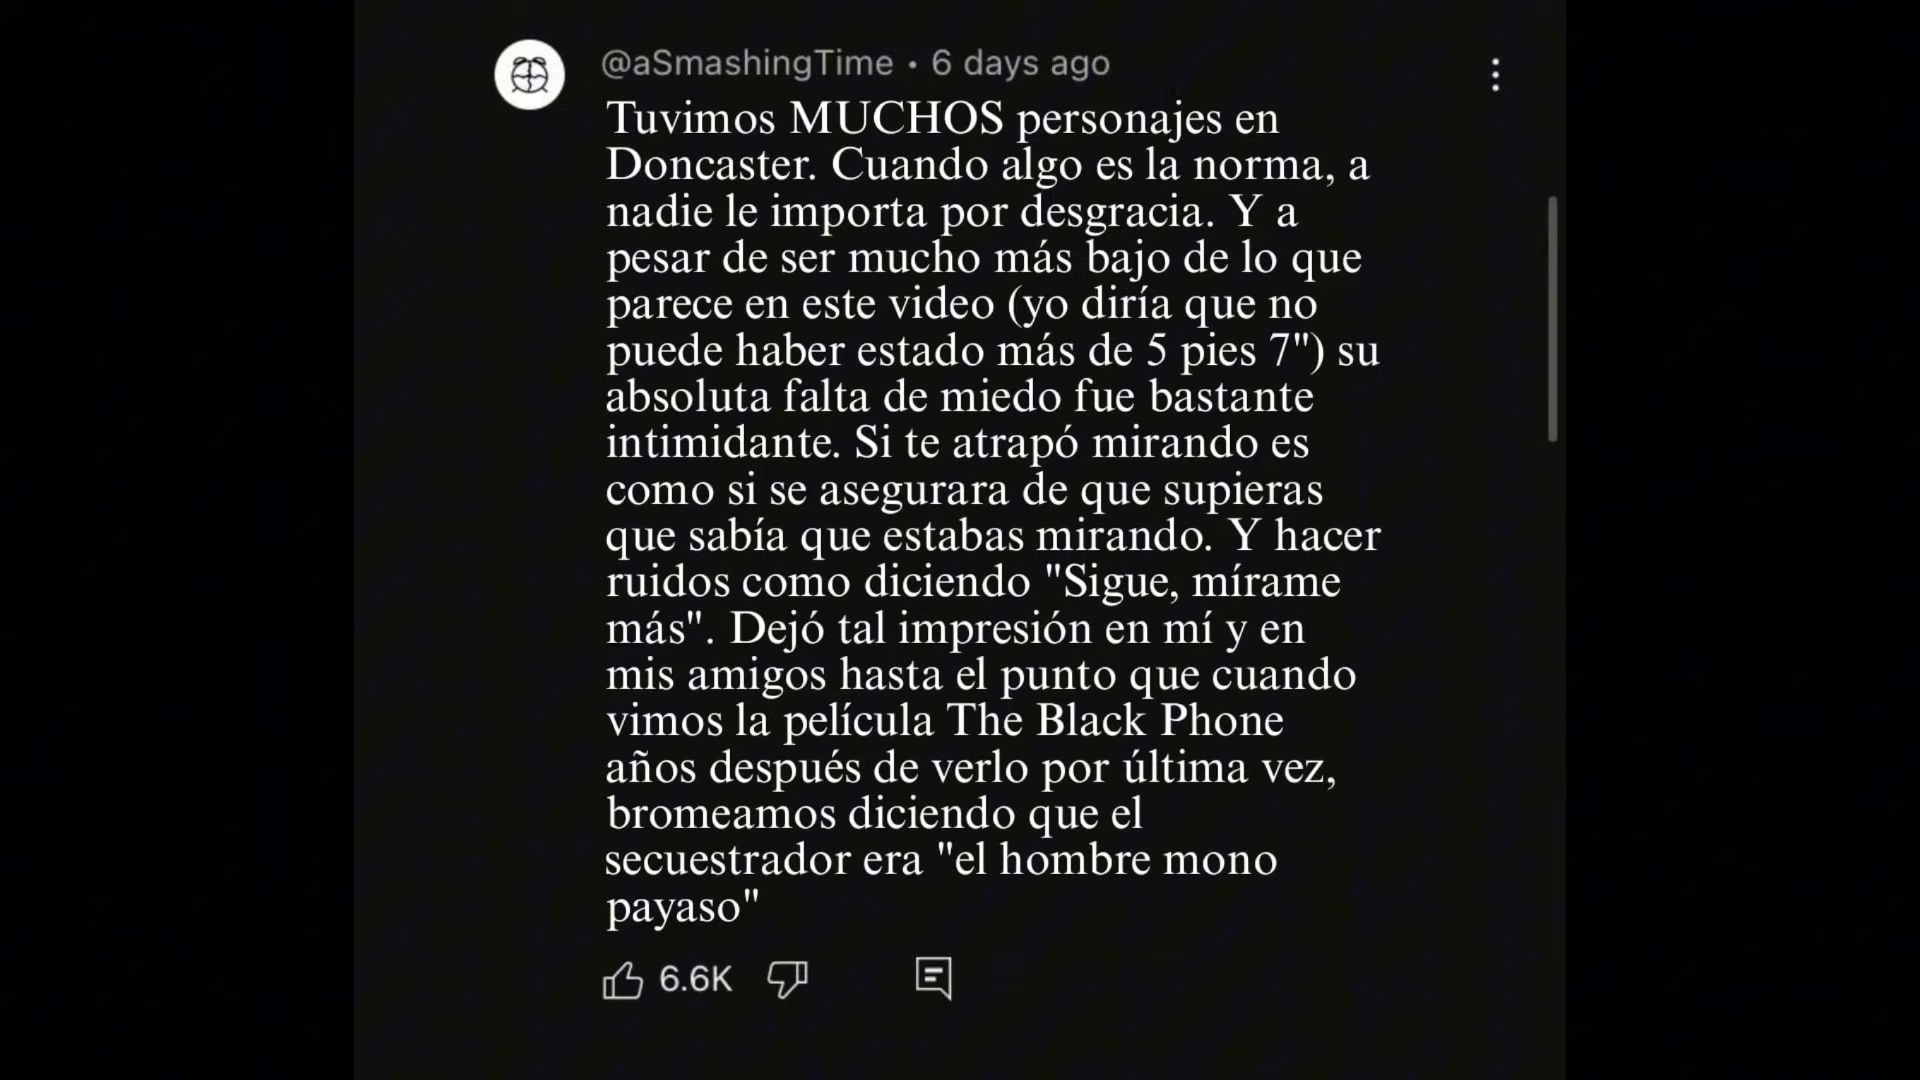 @aSmashingTime • 6 days ago
Tuvimos MUCHOS personajes en
Doncaster. Cuando algo es la norma, a
nadie le importa por desgracia. Y a
pesar de ser mucho más bajo de lo que
parece en este video (yo diría que no
puede haber estado más de 5 pies 7") su
absoluta falta de miedo fue bastante
intimidante. Si te atrapó mirando es
como si se asegurara de que supieras
que sabía que estabas mirando. Y hacer
ruidos como diciendo "Sigue, mírame
más". Dejó tal impresión en mí y en
mis amigos hasta el punto que cuando
vimos la película The Black Phone
años después de verlo por última vez,
bromeamos diciendo que el
secuestrador era "el hombre mono
payaso"
6.6K